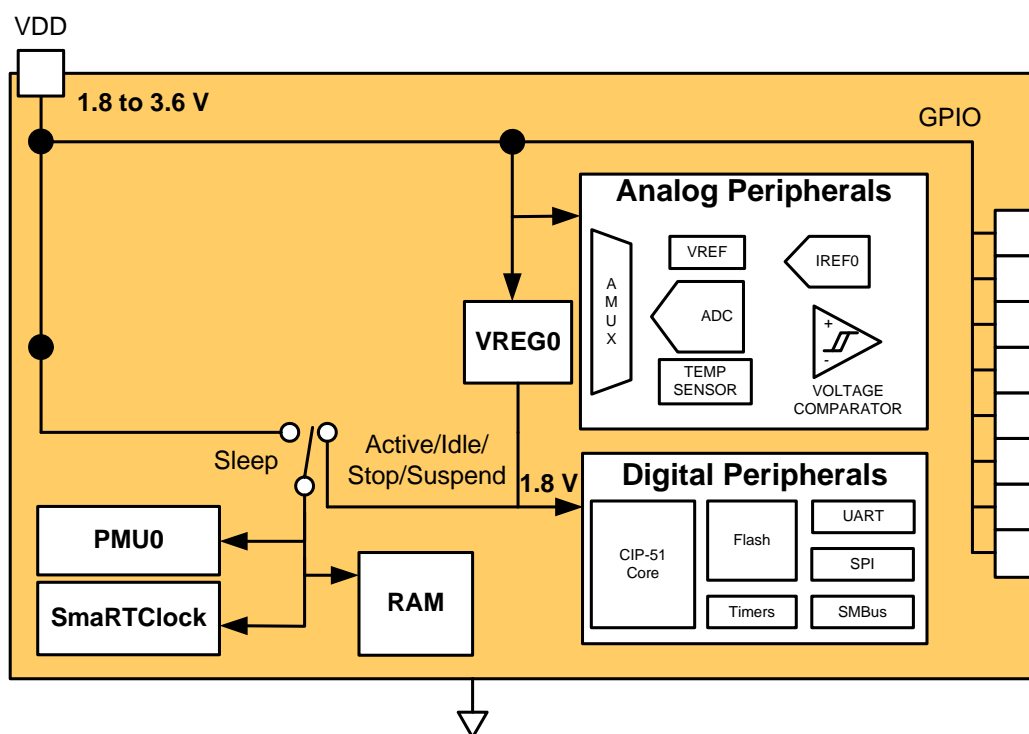 VDD
1.8 to 3.6 V
GPIO
Analog Peripherals
A
M
U
X
VREF
IREF0
ADC
TEMP
SENSOR
+
-
VOLTAGE
COMPARATOR
VREG0
Sleep
Active/Idle/
Stop/Suspend
1.8 V
Digital Peripherals
CIP-51
Core
Flash
UART
SPI
Timers
SMBus
PMU0
SmaRTClock
RAM